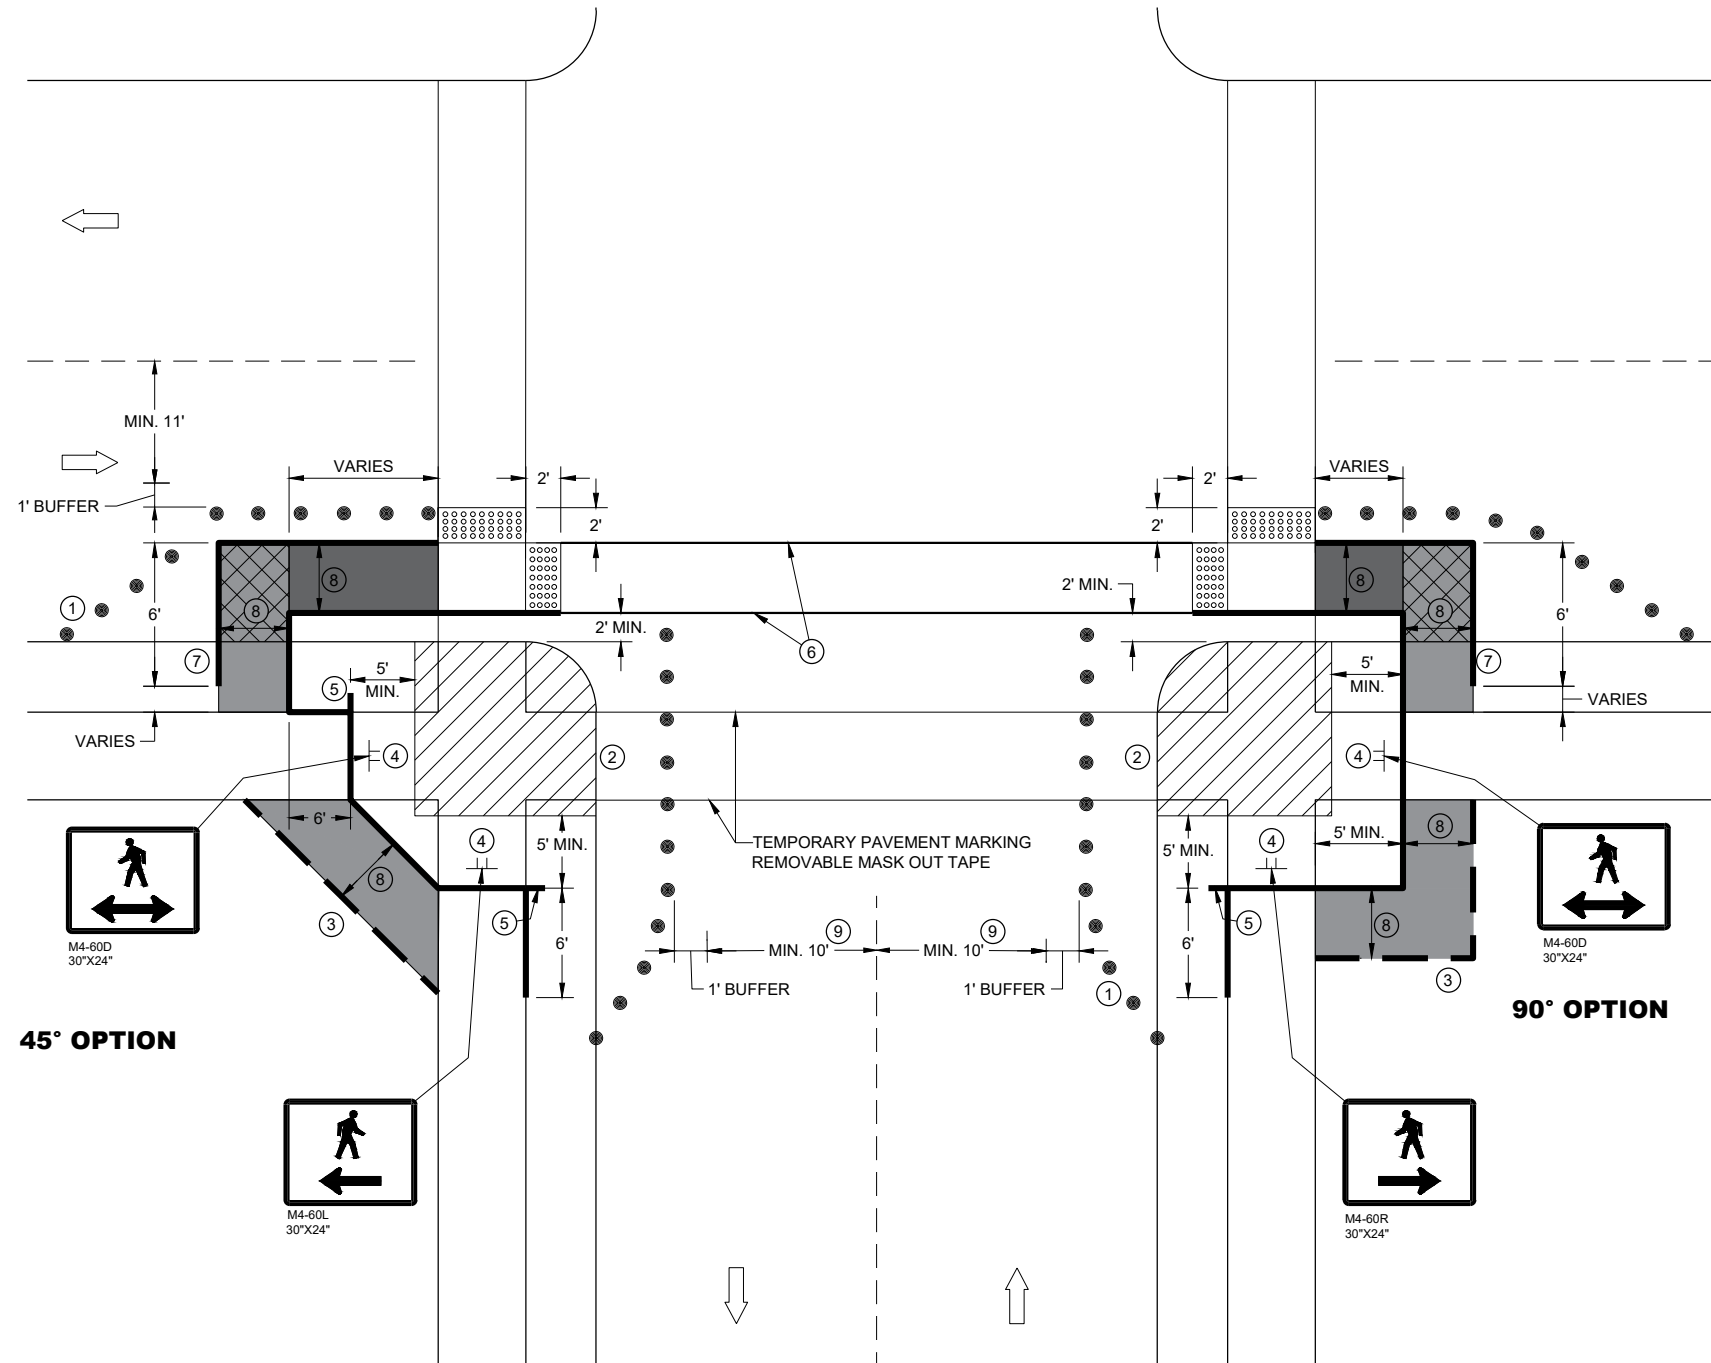 MIN. 11'
VARIES
2'
2'
VARIES
2'
2'
1' BUFFER
8
8
2' MIN.
1
6'
8
2' MIN.
8
6'
6
7
5'
MIN.
5
5'
MIN.
7
VARIES
VARIES
4
2
2
4
6'
TEMPORARY PAVEMENT MARKING
REMOVABLE MASK OUT TAPE
4
5' MIN.
5' MIN.
4
5' MIN.
8
8
3
5
6'
MIN. 10'
9
MIN. 10'
9
6'
5
8
M4-60D
30"X24"
M4-60D
30"X24"
1' BUFFER
1' BUFFER
1
3
45° OPTION
90° OPTION
M4-60L
30"X24"
M4-60R
30"X24"